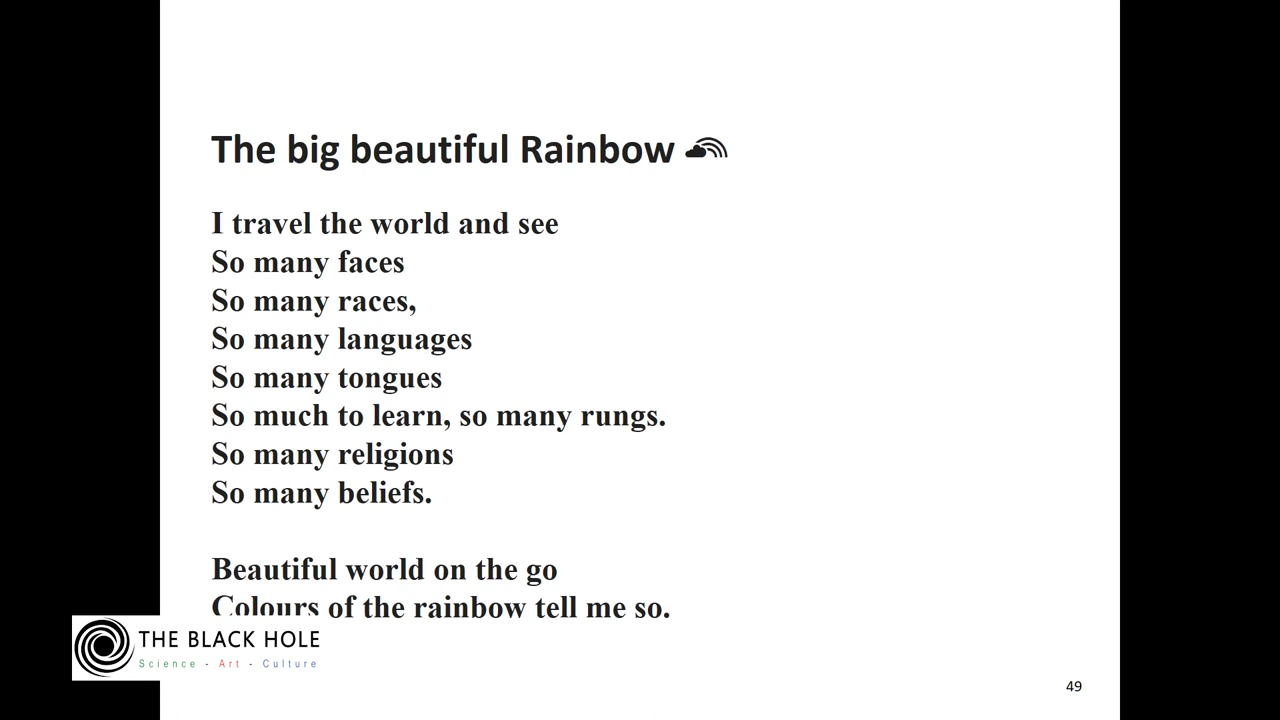 The big beautiful Rainbow
I travel the world and see
So many faces
So many races,
So many languages
So many tongues
So much to learn, so many rungs.
So many religions
So many beliefs.
Beautiful world on the go
Colours of the rainbow tell me so.
THE BLACK HOLE
Science - Art - Culture
49